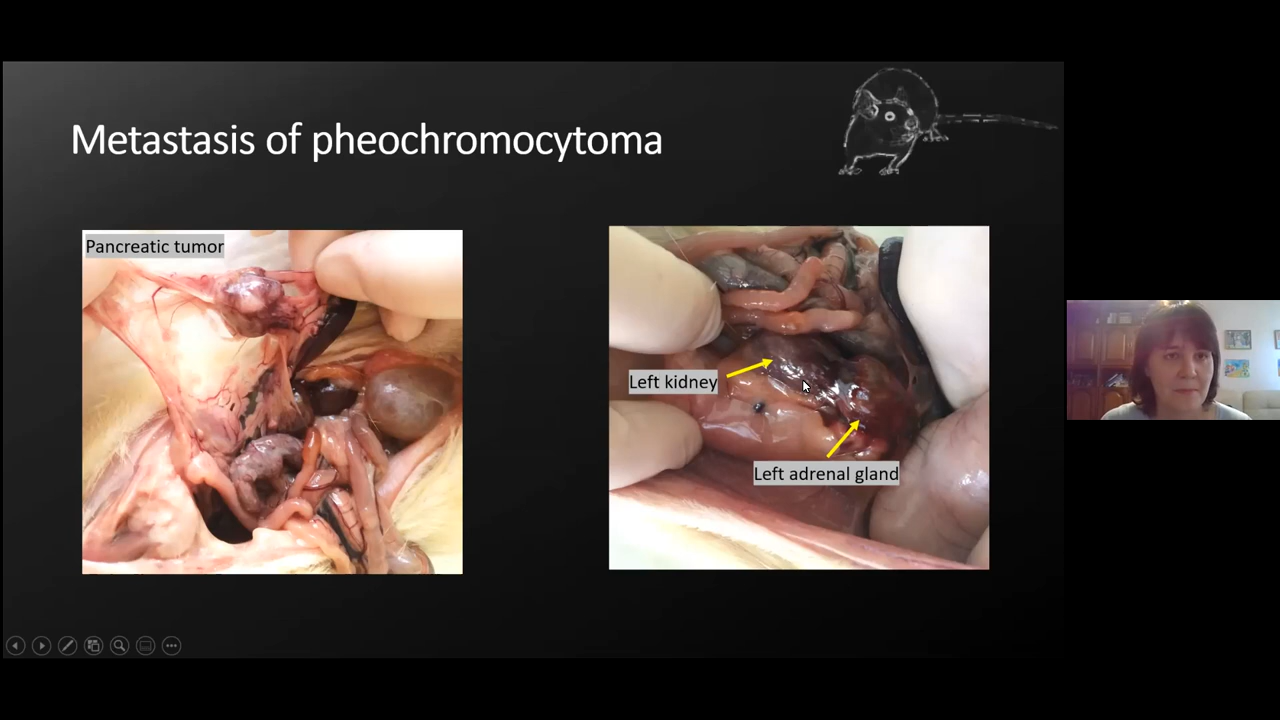 Metastasis of pheochromocytoma
Pancreatic tumor
Left kidney
Left adrenal gland